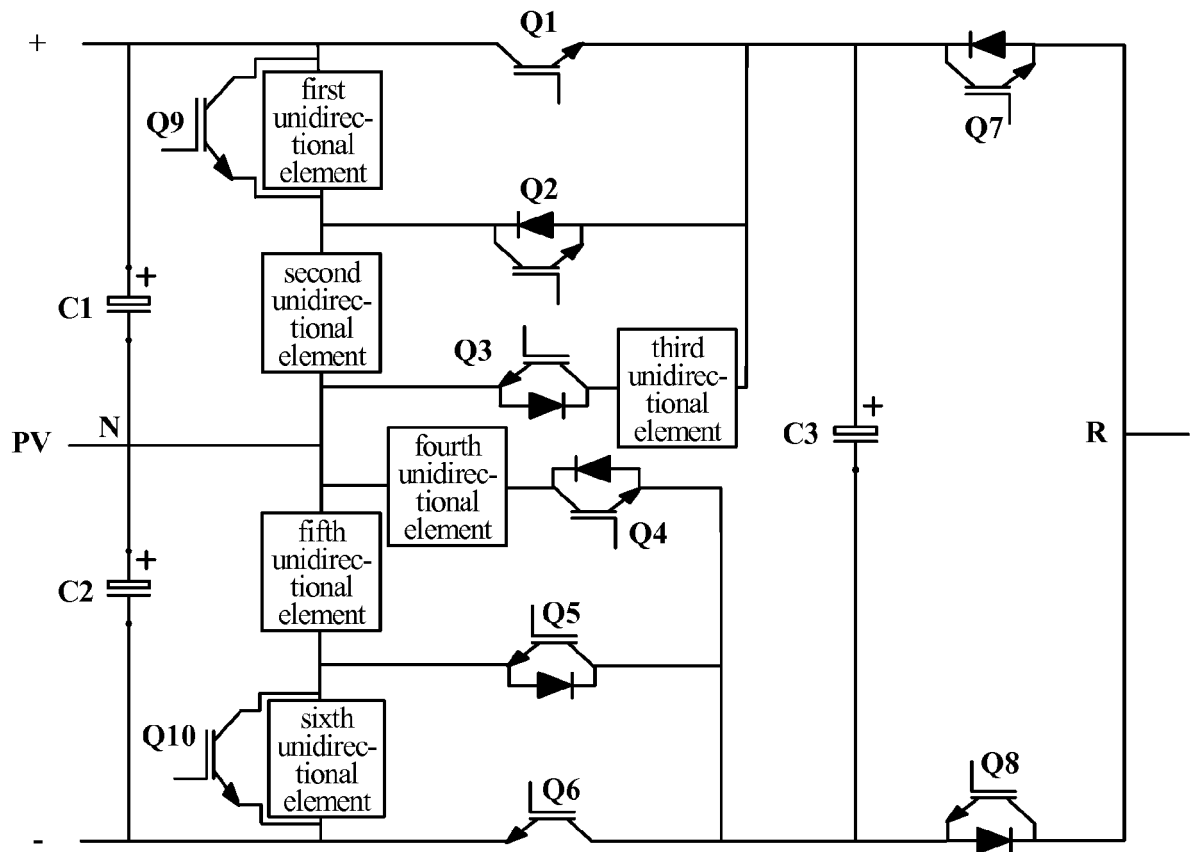 +
Q1
first
unidirec-
tional
element
Q9
Q7
Q2
second
unidirec-
tional
element
+
C1
Q3
third
unidirec-
tional
element
+
C3
N
PV
R
fourth
unidirec-
tional
element
Q4
fifth
unidirec-
tional
element
+
C2
Q5
sixth
unidirec-
tional
element
Q10
Q6
Q8
-